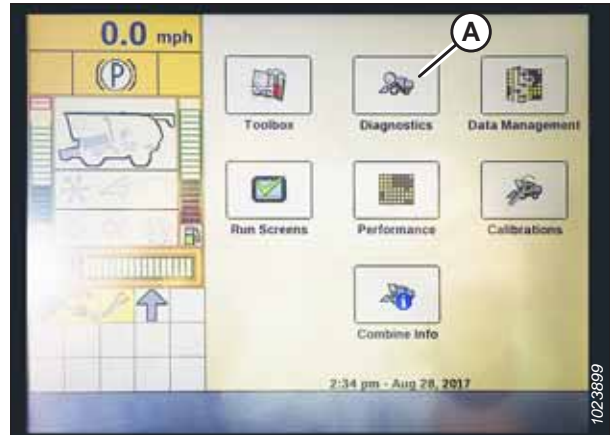 0.0 mph
(P)
A
Toolbox
Diagnostics
Data Management
Run Screens
Performance
Calibrations
Combine Info
2:34 pm - Aug 28, 2017
1023899